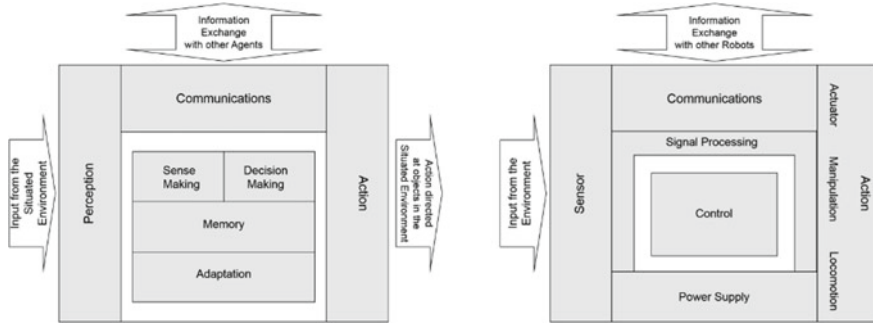 Information
Exchange
with other Agents
Communications
Input from the
Situated
Environment
Perception
Sense
Making
Decision
Making
Memory
Adaptation
Action
Action directed
at objects in the
Situated Environment
Information
Exchange
with other Robots
Communications
Input from the
Environment
Sensor
Signal Processing
Control
Power Supply
Actuator
Manipulation
Locomotion
Action